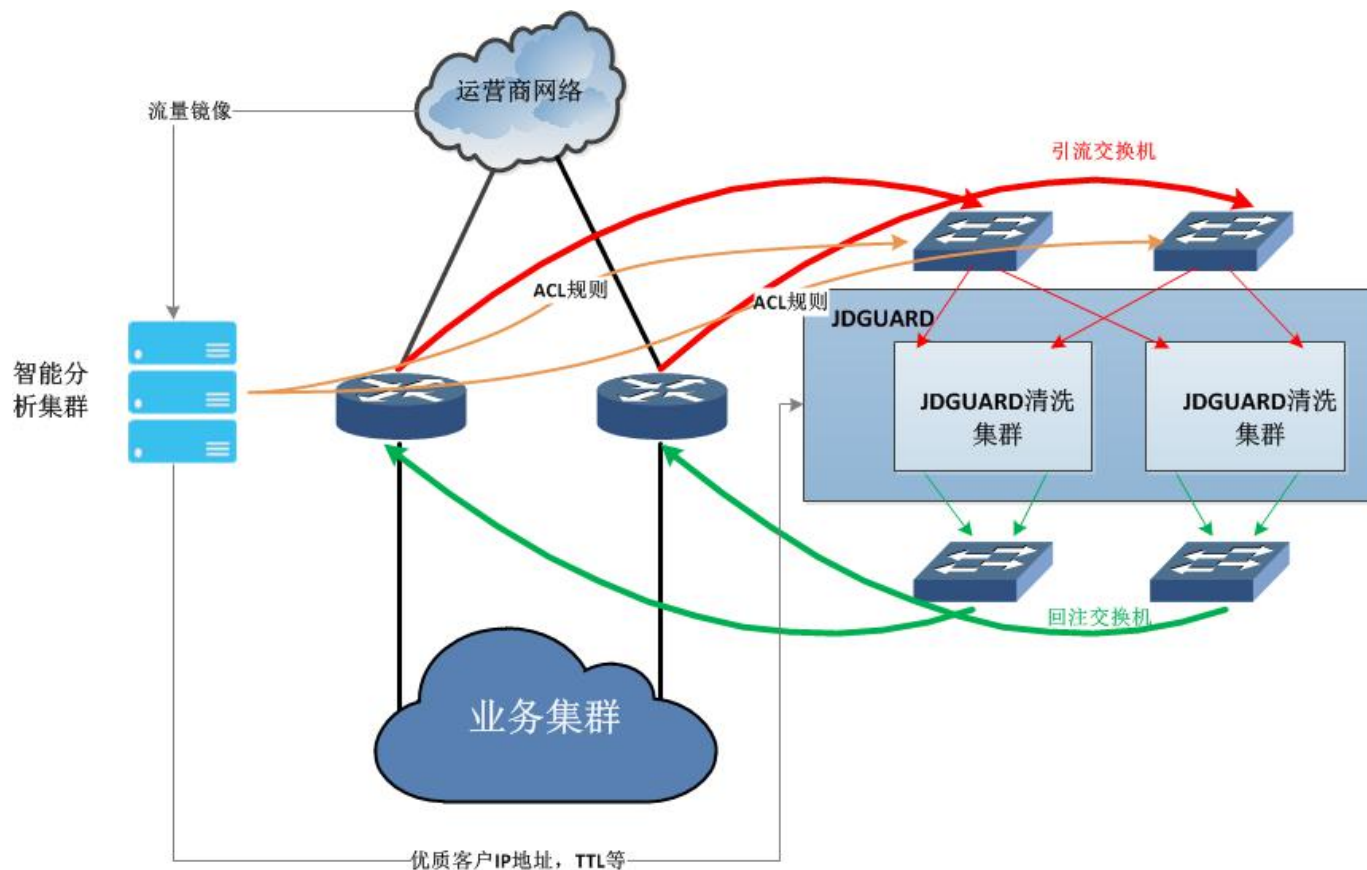 运营商网络
流量镜像
引流交换机
ACL规则
ACL规则
JDGUARD
智能分
析集群
JDGUARD清洗
集群
JDGUARD清洗
集群
回注交换机
业务集群
优质客户IP地址，TTL等